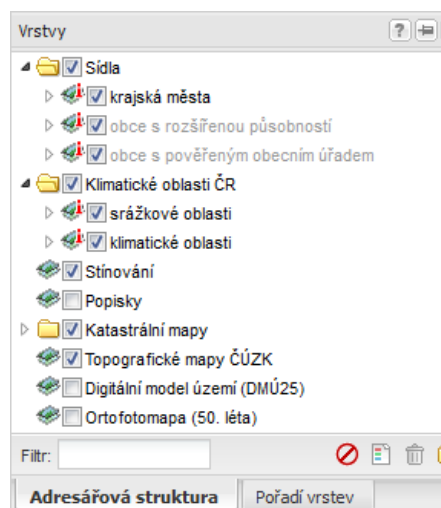 Vrstvy
Sídla
krajská města
obce s rozšířenou působností
obce s pověřeným obecním úřadem
Klimatické oblasti ČR
srážkové oblasti
klimatické oblasti
Stínování
Popisky
Katastrální mapy
Topografické mapy ČÚZK
Digitální model území (DMÚ25)
Ortofotomapa (50. léta)
Filtr:
Adresářová struktura Pořadí vrstev